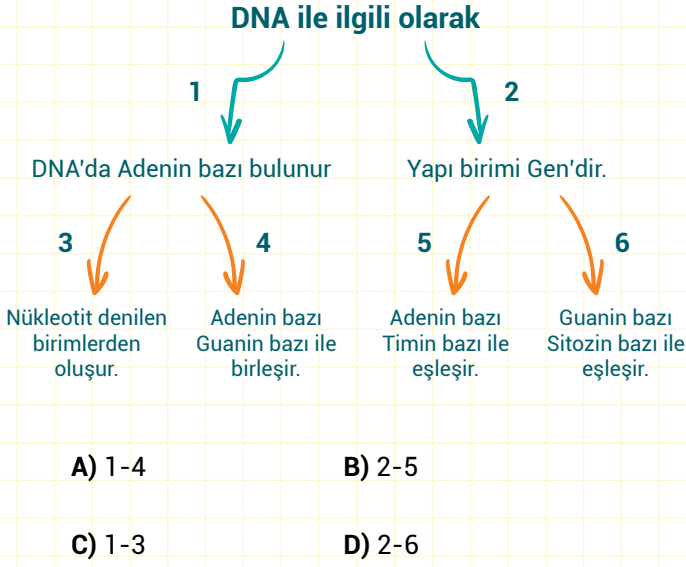 DNA ile ilgili olarak
1
2
DNA'da Adenin bazı bulunur
Yapı birimi Gen'dir.
3
4
5
6
Nükleotit denilen
birimlerden
oluşur.
Adenin bazı
Guanin bazı ile
birleşir.
Adenin bazı
Timin bazı ile
eşleşir.
Guanin bazı
Sitozin bazı ile
eşleşir.
A) 1-4
B) 2-5
C) 1-3
D) 2-6